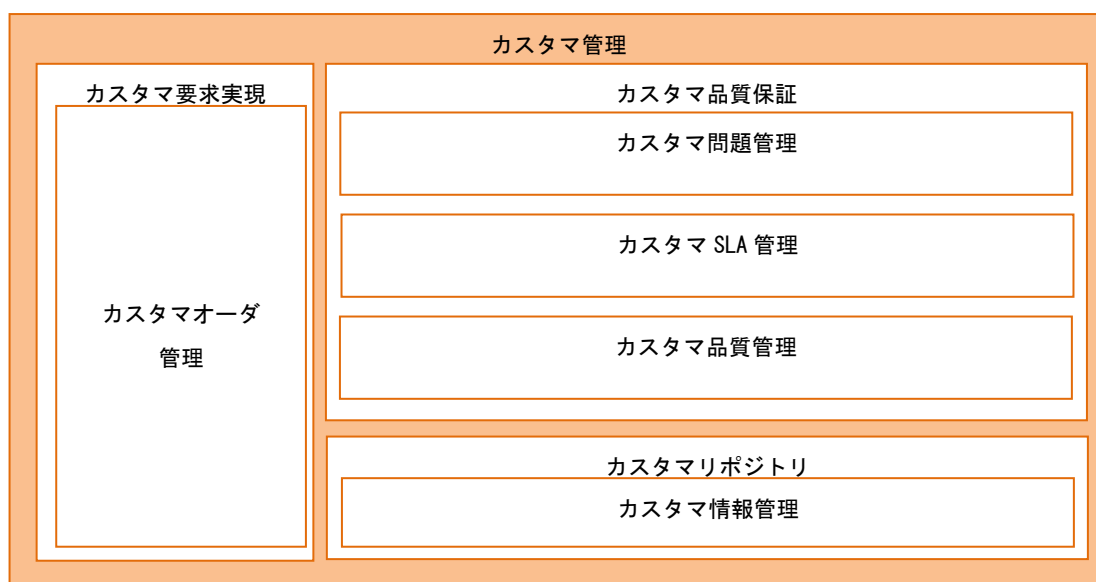 カスタマ管理
カスタマ要求実現
カスタマオーダ
管理
カスタマ品質保証
カスタマ問題管理
カスタマ SLA 管理
カスタマ品質管理
カスタマリポジトリ
カスタマ情報管理